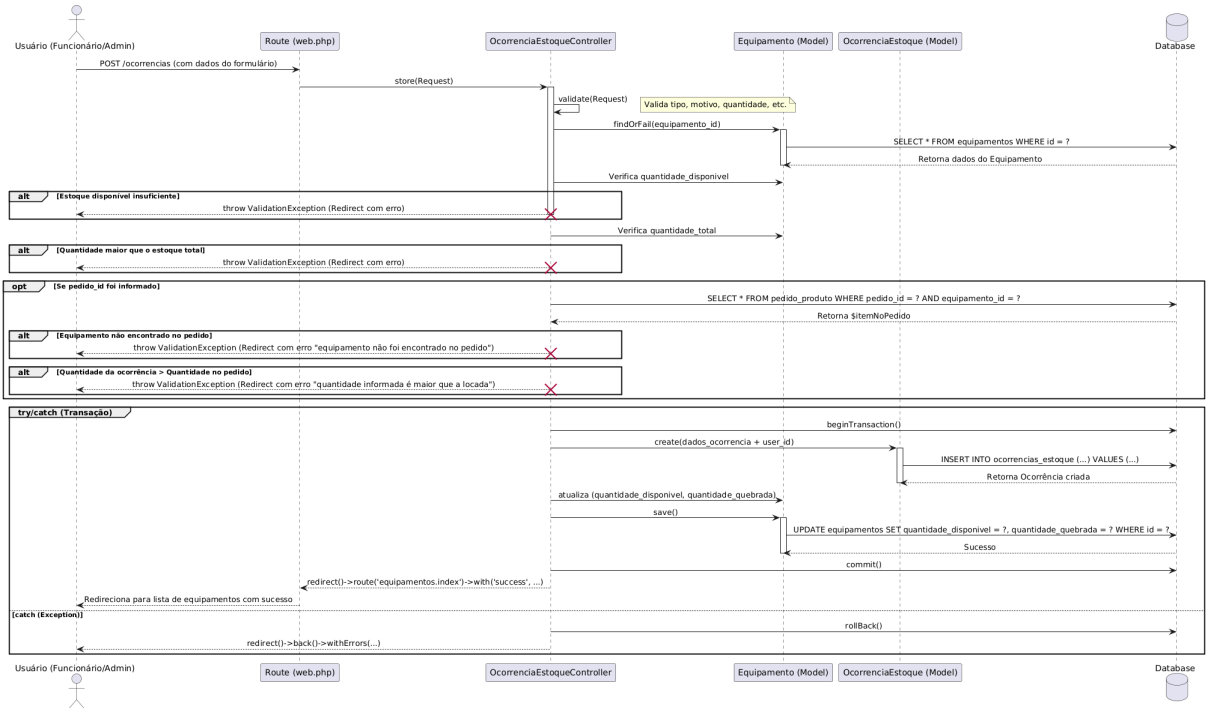 Usuário (Funcionário/Admin)
Route (web.php)
OcorrenciaEstoqueController
Equipamento (Model)
OcorrenciaEstoque (Model)
Database
POST /ocorrencias (com dados do formulário)
store(Request)
validate(Request)
Valida tipo, motivo, quantidade, etc.
findOrFail(equipamento_id)
SELECT * FROM equipamentos WHERE id = ?
Retorna dados do Equipamento
Verifica quantidade_disponivel
alt [Estoque disponível insuficiente]
throw ValidationException (Redirect com erro)
Verifica quantidade_total
alt [Quantidade maior que o estoque total]
throw ValidationException (Redirect com erro)
opt [Se pedido_id foi informado]
SELECT * FROM pedido_produto WHERE pedido_id = ? AND equipamento_id = ?
Retorna $itemNoPedido
alt [Equipamento não encontrado no pedido]
throw ValidationException (Redirect com erro "equipamento não foi encontrado no pedido")
alt [Quantidade da ocorrência > Quantidade no pedido]
throw ValidationException (Redirect com erro "quantidade informada é maior que a locada")
try/catch (Transação)
beginTransaction()
create(dados_ocorrencia + user_id)
INSERT INTO ocorrencias_estoque (...) VALUES (...)
Retorna Ocorrência criada
atualiza (quantidade_disponivel, quantidade_quebrada)
save()
UPDATE equipamentos SET quantidade_disponivel = ?, quantidade_quebrada = ? WHERE id = ?
Sucesso
commit()
redirect()->route('equipamentos.index')->with('success', ...)
Redireciona para lista de equipamentos com sucesso
[catch (Exception)]
rollBack()
redirect()->back()->withErrors(...)
Usuário (Funcionário/Admin)
Route (web.php)
OcorrenciaEstoqueController
Equipamento (Model)
OcorrenciaEstoque (Model)
Database